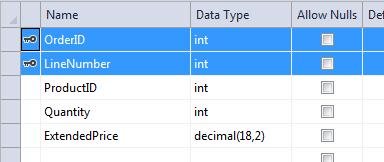 Name Data Type Allow Nulls Def
OrderID int
LineNumber int
ProductID int
Quantity int
ExtendedPrice decimal(18,2)